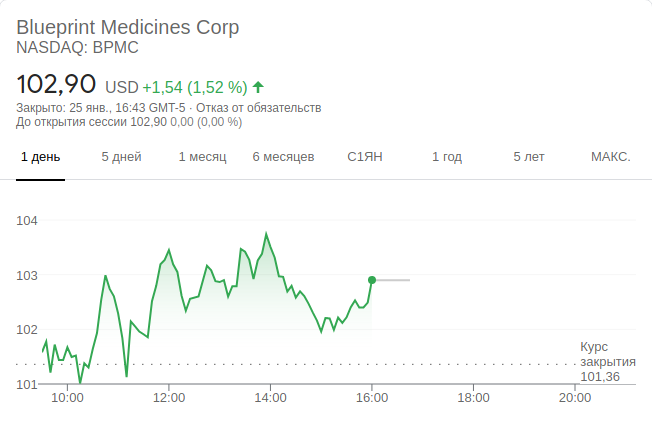 Blueprint Medicines Corp
NASDAQ: BPMC
102,90 USD +1,54 (1,52 %)
Закрыто: 25 янв., 16:43 GMT-5 · Отказ от обязательств
До открытия сессии 102,90 0,00 (0,00 %)
1 день 5 дней 1 месяц 6 месяцев С1ЯН 1 год 5 лет МАКС.
104
103
102
Курс
закрытия
101,36
101
10:00 12:00 14:00 16:00 18:00 20:00